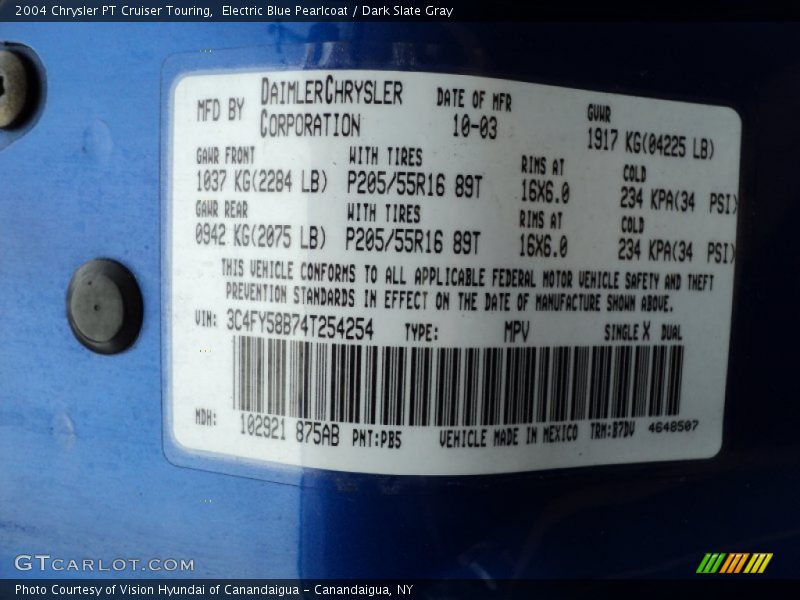 2004 Chrysler PT Cruiser Touring,  Electric Blue Pearlcoat / Dark Slate Gray
MFD BY DAIMLERCHRYSLER CORPORATION DATE OF MFR 10-03 GVWR 1917 KG(04225 LB)
GAWR FRONT WITH TIRES RIMS AT COLD
1037 KG(2284 LB) P205/55R16 89T 16X6.0 234 KPA(34 PSI)
GAWR REAR WITH TIRES RIMS AT COLD
0942 KG(2075 LB) P205/55R16 89T 16X6.0 234 KPA(34 PSI)
THIS VEHICLE CONFORMS TO ALL APPLICABLE FEDERAL MOTOR VEHICLE SAFETY AND THEFT
PREVENTION STANDARDS IN EFFECT ON THE DATE OF MANUFACTURE SHOWN ABOVE.
VIN: 3C4FY58B74T254254 TYPE: MPV SINGLE X DUAL
MDH: 102921 875AB PNT:PB5 VEHICLE MADE IN MEXICO TRM:B7DV 4648507
GTCARLOT.COM
Photo Courtesy of Vision Hyundai of Canandaigua - Canandaigua, NY